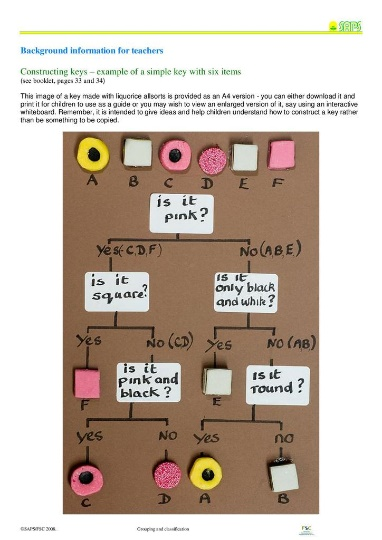 SAPS
Background information for teachers
Constructing keys – example of a simple key with six items
(see booklet, pages 33 and 34)
This image of a key made with liquorice allsorts is provided as an A4 version - you can either download it and
print it for children to use as a guide or you may wish to view an enlarged version of it, say using an interactive
whiteboard. Remember, it is intended to give ideas and help children understand how to construct a key rather
than be something to be copied.
A B C D E F
is it
pink?
Yes (C,D,F) No (A,B,E)
is it
square?
is it
only black
and white?
Yes No (CD) Yes No (AB)
F
is it
pink and
black?
E
is it
round?
yes No Yes no
C D A B
©SAPS/PSC 2008. Grouping and classification PSC